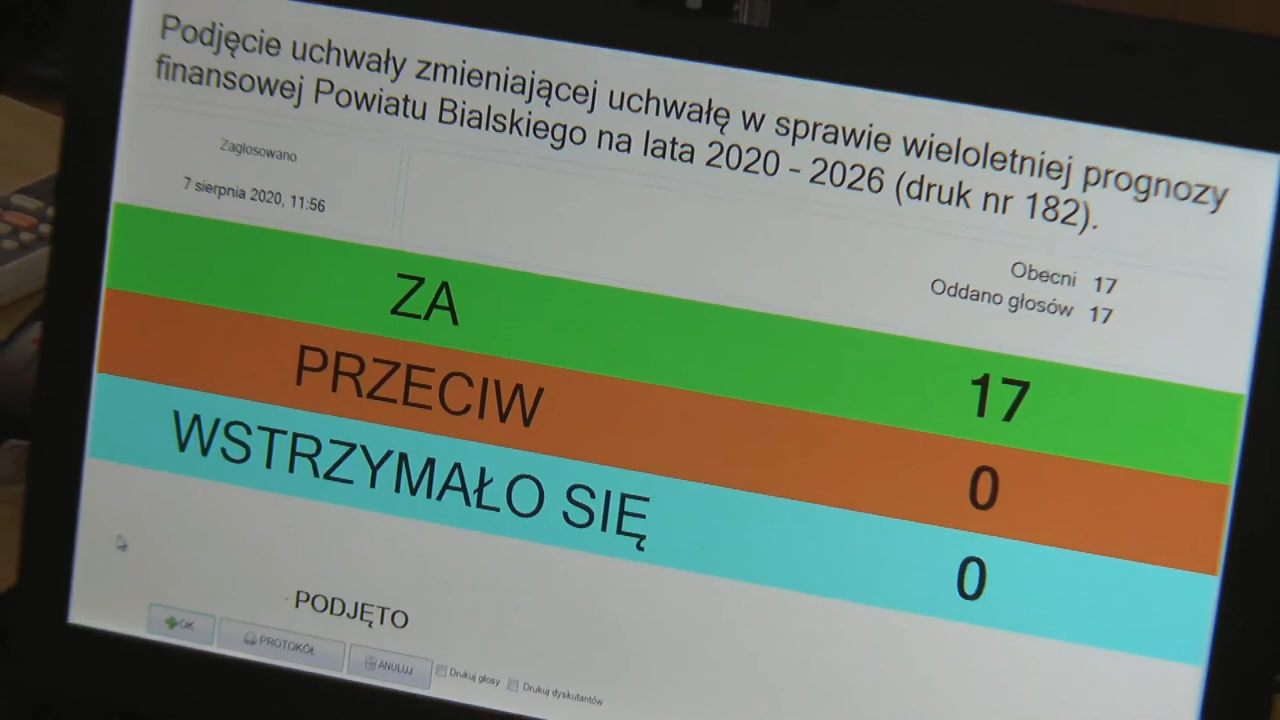 Podjęcie uchwały zmieniającej uchwałę w sprawie wieloletniej prognozy
finansowej Powiatu Bialskiego na lata 2020 - 2026 (druk nr 182).
Zagłosowano
7 sierpnia 2020, 11:56
Obecni 17
Oddano głosów 17
ZA 17
PRZECIW 0
WSTRZYMAŁO SIĘ 0
PODJĘTO
OK PROTOKÓŁ ANULUJ Drukuj głosy Drukuj dyskutantów